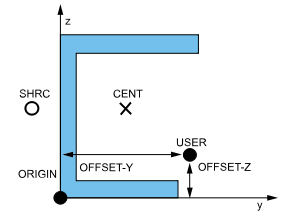 z
SHRC
CENT
USER
ORIGIN
OFFSET-Y
OFFSET-Z
y